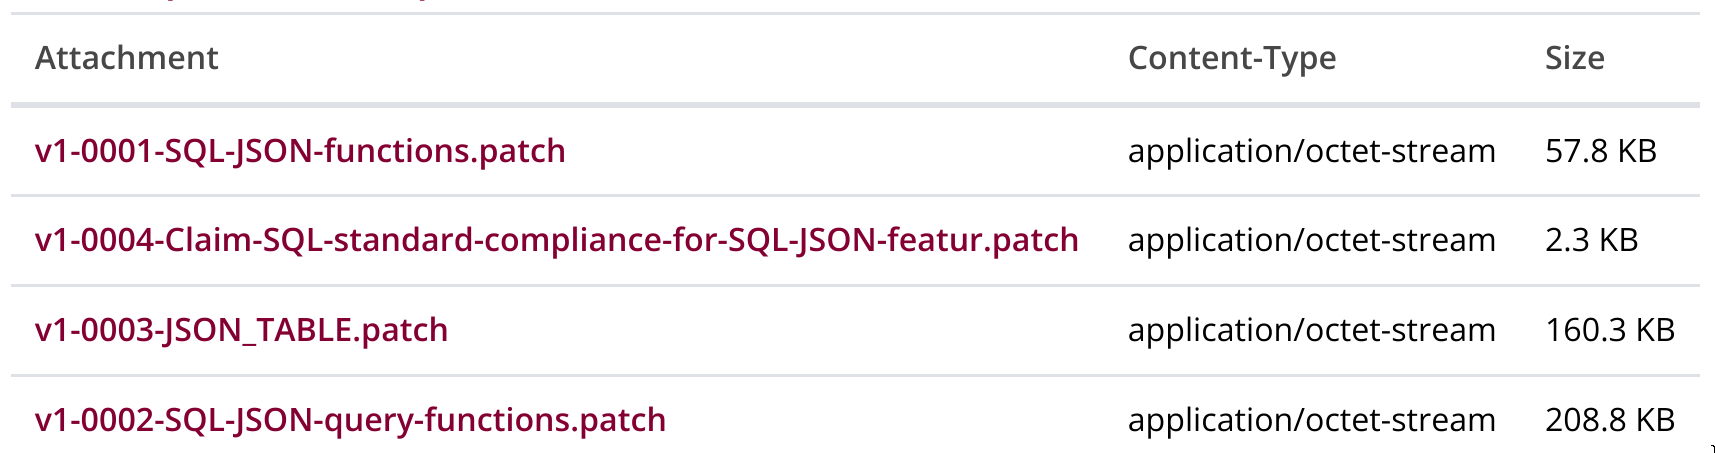 Attachment Content-Type Size
v1-0001-SQL-JSON-functions.patch application/octet-stream 57.8 KB
v1-0004-Claim-SQL-standard-compliance-for-SQL-JSON-featur.patch application/octet-stream 2.3 KB
v1-0003-JSON_TABLE.patch application/octet-stream 160.3 KB
v1-0002-SQL-JSON-query-functions.patch application/octet-stream 208.8 KB